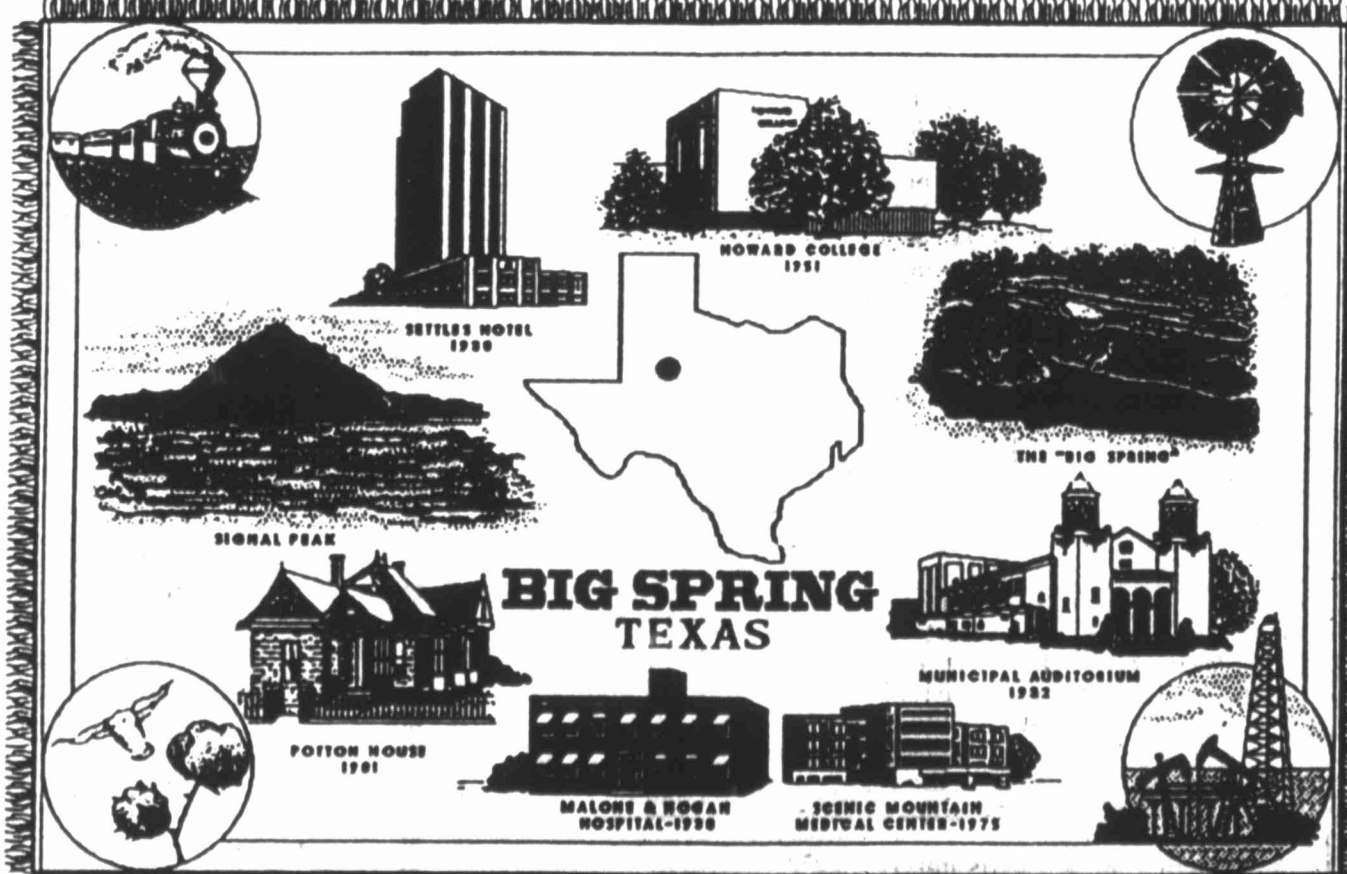 HOWARD COLLEGE
1951
SETTLES HOTEL
1930
THE "BIG SPRING"
SIGNAL PEAK
BIG SPRING
TEXAS
MUNICIPAL AUDITORIUM
1932
POTTON HOUSE
1901
MALONE & HOGAN
HOSPITAL-1938
SCENIC MOUNTAIN
MEDICAL CENTER-1975